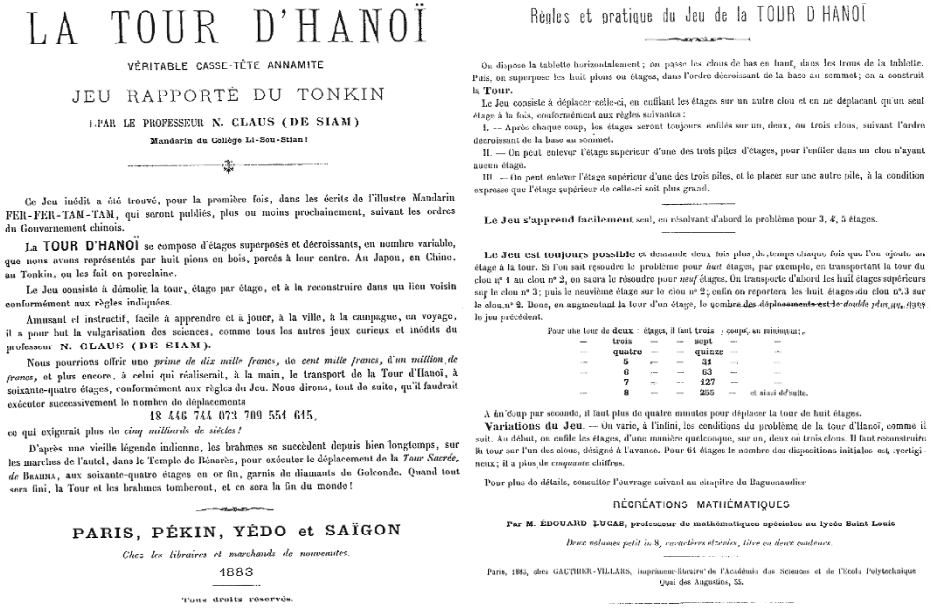 LA TOUR D'HANOÏ
VÉRITABLE CASSE-TÊTE ANNAMITE
JEU RAPPORTÉ DU TONKIN
PAR LE PROFESSEUR N. CLAUS (DE SIAM)
Mandarin du Collège Li-Sou-Stian!
Ce Jeu inédit a été trouvé, pour la première fois, dans les écrits de l'illustre Mandarin
FER-FER-TAM-TAM, qui seront publiés, plus ou moins prochainement, suivant les ordres
du Gouvernement chinois.
La TOUR D'HANOÏ se compose d'étages superposés et décroissants, en nombre variable,
que nous avons représentés par huit pions en bois, percés à leur centre. Au Japon, en Chine,
au Tonkin, on les fait en porcelaine.
Le Jeu consiste à démolir la tour, étage par étage, et à la reconstruire dans un lieu voisin
conformément aux règles indiquées.
Amusant et instructif, facile à apprendre et à jouer, à la ville, à la campagne, en voyage,
il a pour but la vulgarisation des sciences, comme tous les autres jeux curieux et inédits du
professeur N. CLAUS (DE SIAM).
Nous pourrions offrir une prime de dix mille francs, de cent mille francs, d'un million de
francs, et plus encore, à celui qui réaliserait, à la main, le transport de la Tour d'Hanoï, à
soixante-quatre étages, conformément aux règles du Jeu. Nous dirons, tout de suite, qu'il faudrait
exécuter successivement le nombre de déplacements
18 446 744 073 709 551 615,
ce qui exigerait plus de cinq milliards de siècles!
D'après une vieille légende indienne, les brahmes se succèdent depuis bien longtemps, sur
les marches de l'autel, dans le Temple de Bénarès, pour exécuter le déplacement de la Tour Sacrée,
de BRAHMA, aux soixante-quatre étages en or fin, garnis de diamants de Golconde. Quand tout
sera fini, la Tour et les brahmes tomberont, et ce sera la fin du monde!
PARIS, PÉKIN, YÉDO et SAÏGON
Chez les libraires et marchands de nouveautés.
1883
Tous droits réservés.
Règles et pratique du Jeu de la TOUR D HANOÏ
On dispose la tablette horizontalement; on passe les clous de bas en haut, dans les trous de la tablette.
Puis, on superpose les huit pions ou étages, dans l'ordre décroissant de la base au sommet; on a construit
la Tour.
Le Jeu consiste à déplacer celle-ci, en enfilant les étages sur un autre clou et en ne déplaçant qu'un seul
étage à la fois, conformément aux règles suivantes:
I. — Après chaque coup, les étages seront toujours enfilés sur un, deux, ou trois clous, suivant l'ordre
décroissant de la base au sommet.
II. — On peut enlever l'étage supérieur d'une des trois piles d'étages, pour l'enfiler dans un clou n'ayant
aucun étage.
III — On peut enlever l'étage supérieur d'une des trois piles, et le placer sur une autre pile, à la condition
expresse que l'étage supérieur de celle-ci soit plus grand.
Le Jeu s'apprend facilement seul, en résolvant d'abord le problème pour 3, 4, 5 étages.
Le Jeu est toujours possible et demande deux fois plus de temps chaque fois que l'on ajoute un
étage à la tour. Si l'on sait résoudre le problème pour huit étages, par exemple, en transportant la tour du
clou n° 1 au clou n° 2, on saura le résoudre pour neuf étages. On transporte d'abord les huit étages supérieurs
sur le clou n° 3; puis le neuvième étage sur le clou n° 2; enfin on reportera les huit étages du clou n° 3 sur
le clou n° 2. Donc, en augmentant la tour d'un étage, le nombre des déplacements est le double plus un, dans
le jeu précédent.
Pour une tour de deux étages, il faut trois coups, au minimum;
— trois — — sept — —
— quatre — — quinze — —
— 5 — — 31 — —
— 6 — — 63 — —
— 7 — — 127 — —
— 8 — — 255 — et ainsi de suite.
A un coup par seconde, il faut plus de quatre minutes pour déplacer la tour de huit étages.
Variations du Jeu. — On varie, à l'infini, les conditions du problème de la tour d'Hanoï, comme il
suit. Au début, on enfile les étages, d'une manière quelconque, sur un, deux ou trois clous. Il faut reconstruire
la tour sur l'un des clous, désigné à l'avance. Pour 64 étages le nombre des dispositions initiales est vertigi-
neux; il a plus de cinquante chiffres.
Pour plus de détails, consulter l'ouvrage suivant au chapitre du Baguenaudier
RÉCRÉATIONS MATHÉMATIQUES
Par M. ÉDOUARD LUCAS, professeur de mathématiques spéciales au lycée Saint Louis
Deux volumes petit in 8, caractères elzévirs, titre en deux couleurs.
Paris, 1883, chez GAUTHIER-VILLARS, imprimeur-libraire de l'Académie des Sciences et de l'École Polytechnique
Quai des Augustins, 55.